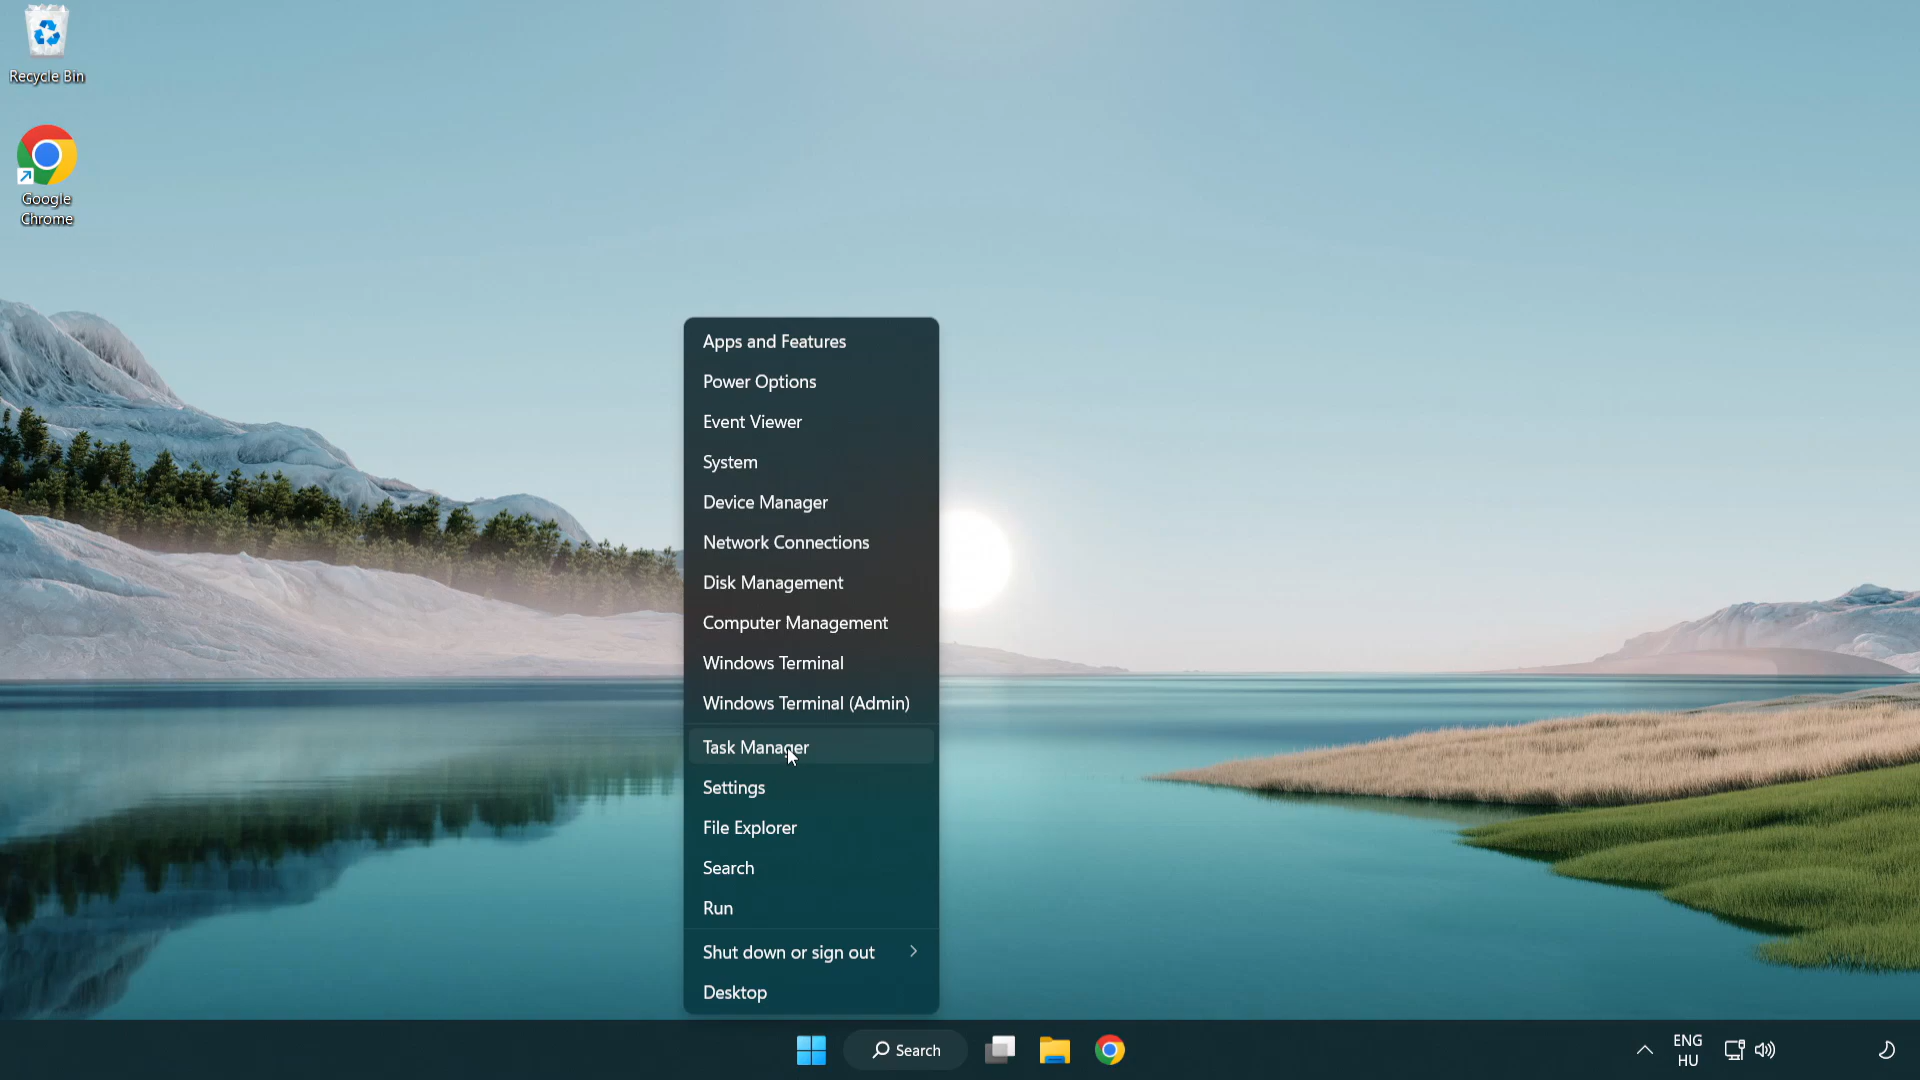 Recycle Bin
Google
Chrome
Apps and Features
Power Options
Event Viewer
System
Device Manager
Network Connections
Disk Management
Computer Management
Windows Terminal
Windows Terminal (Admin)
Task Manager
Settings
File Explorer
Search
Run
Shut down or sign out
Desktop
Search
ENG
HU